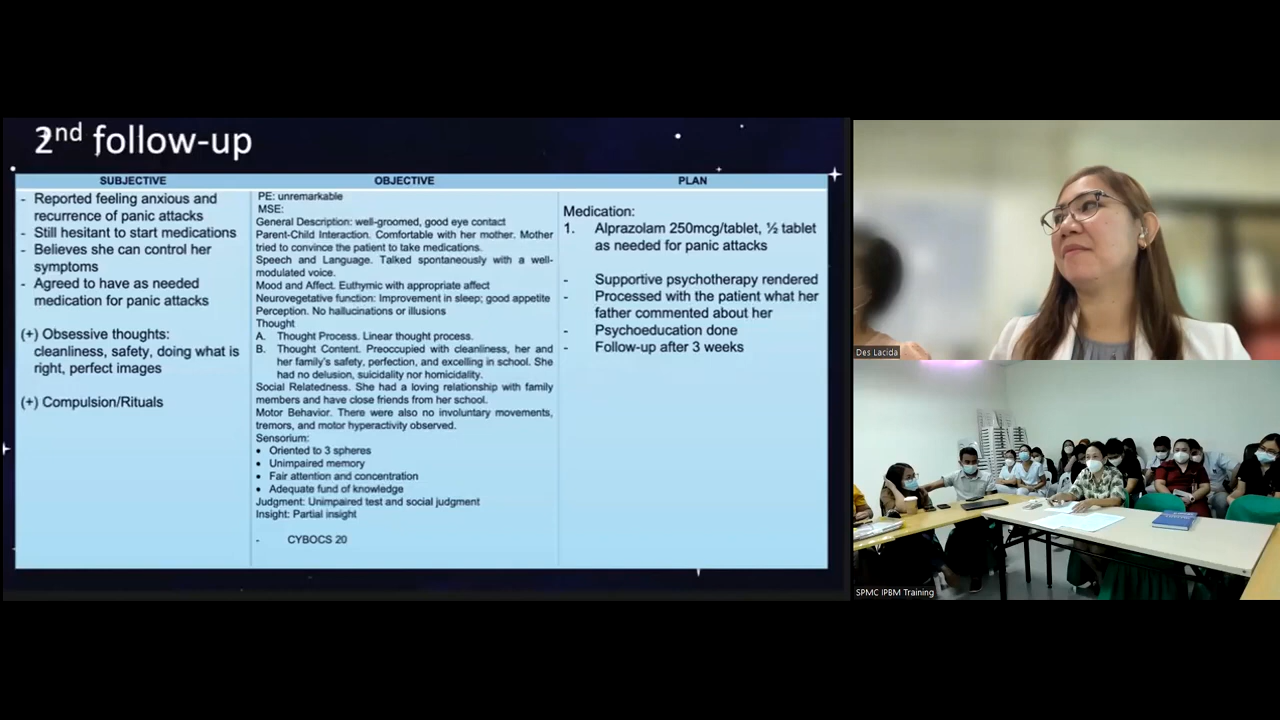 2nd follow-up
SUBJECTIVE
- Reported feeling anxious and
recurrence of panic attacks
- Still hesitant to start medications
- Believes she can control her
symptoms
- Agreed to have as needed
medication for panic attacks
(+) Obsessive thoughts:
cleanliness, safety, doing what is
right, perfect images
(+) Compulsion/Rituals
OBJECTIVE
PE: unremarkable
MSE:
General Description: well-groomed, good eye contact
Parent-Child Interaction. Comfortable with her mother. Mother
tried to convince the patient to take medications.
Speech and Language. Talked spontaneously with a well-
modulated voice.
Mood and Affect. Euthymic with appropriate affect
Neurovegetative function: Improvement in sleep; good appetite
Perception. No hallucinations or illusions
Thought
A. Thought Process. Linear thought process.
B. Thought Content. Preoccupied with cleanliness, her and
her family's safety, perfection, and excelling in school. She
had no delusion, suicidality nor homicidality.
Social Relatedness. She had a loving relationship with family
members and have close friends from her school.
Motor Behavior. There were also no involuntary movements,
tremors, and motor hyperactivity observed.
Sensorium:
• Oriented to 3 spheres
• Unimpaired memory
• Fair attention and concentration
• Adequate fund of knowledge
Judgment: Unimpaired test and social judgment
Insight: Partial insight
- CYBOCS 20
PLAN
Medication:
1. Alprazolam 250mcg/tablet, ½ tablet
as needed for panic attacks
- Supportive psychotherapy rendered
- Processed with the patient what her
father commented about her
- Psychoeducation done
- Follow-up after 3 weeks
Des Lacida
SPMC IPBM Training